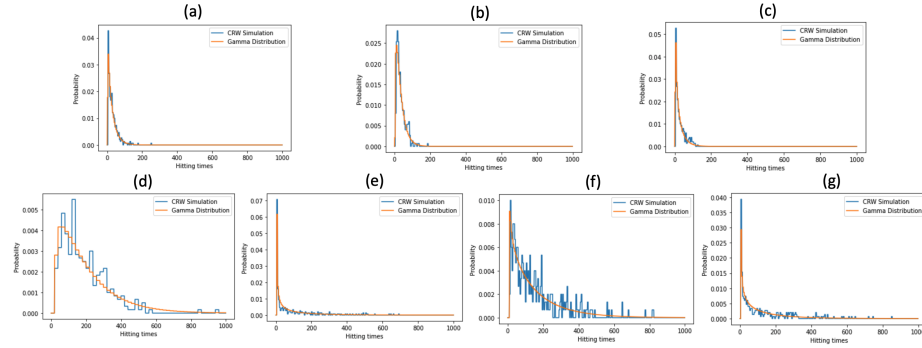 (a)
CRW Simulation
Gamma Distribution
Probability
0.04
0.03
0.02
0.01
0.00
0 200 400 600 800 1000
Hitting times
(b)
CRW Simulation
Gamma Distribution
Probability
0.025
0.020
0.015
0.010
0.005
0.000
0 200 400 600 800 1000
Hitting times
(c)
CRW Simulation
Gamma Distribution
Probability
0.05
0.04
0.03
0.02
0.01
0.00
0 200 400 600 800 1000
Hitting times
(d)
CRW Simulation
Gamma Distribution
Probability
0.005
0.004
0.003
0.002
0.001
0.000
0 200 400 600 800 1000
Hitting times
(e)
CRW Simulation
Gamma Distribution
Probability
0.07
0.06
0.05
0.04
0.03
0.02
0.01
0.00
0 200 400 600 800 1000
Hitting times
(f)
CRW Simulation
Gamma Distribution
Probability
0.010
0.008
0.006
0.004
0.002
0.000
0 200 400 600 800 1000
Hitting times
(g)
CRW Simulation
Gamma Distribution
Probability
0.040
0.035
0.030
0.025
0.020
0.015
0.010
0.005
0.000
0 200 400 600 800 1000
Hitting times